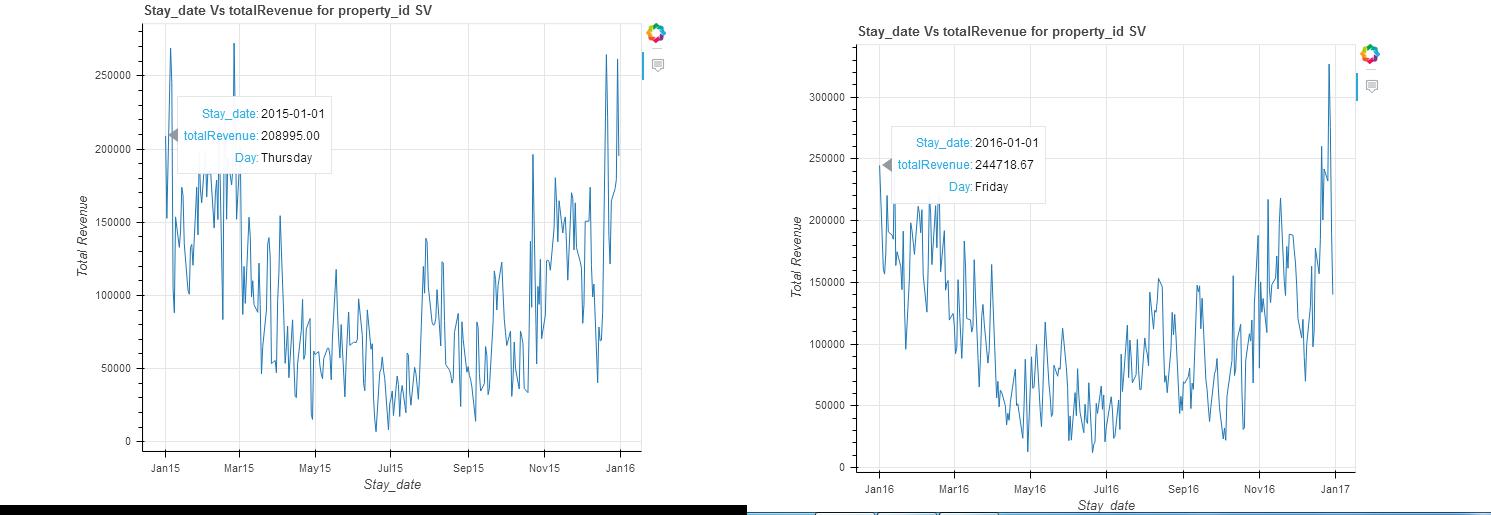 Stay_date Vs totalRevenue for property_id SV
250000
200000
150000
100000
50000
0
Total Revenue
Stay_date: 2015-01-01
totalRevenue: 208995.00
Day: Thursday
Jan15 Mar15 May15 Jul15 Sep15 Nov15 Jan16
Stay_date
Stay_date Vs totalRevenue for property_id SV
300000
250000
200000
150000
100000
50000
0
Total Revenue
Stay_date: 2016-01-01
totalRevenue: 244718.67
Day: Friday
Jan16 Mar16 May16 Jul16 Sep16 Nov16 Jan17
Stay_date